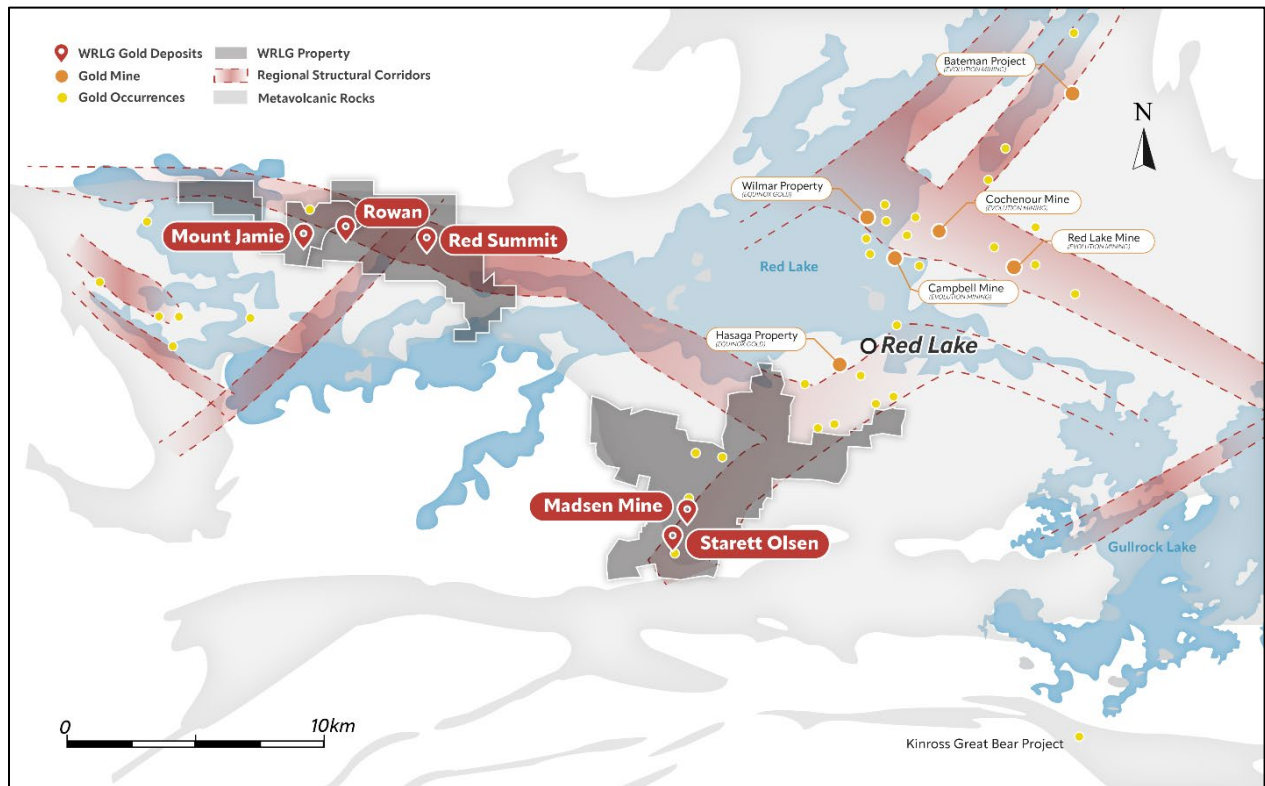 WRLG Gold Deposits
Gold Mine
Gold Occurrences
WRLG Property
Regional Structural Corridors
Metavolcanic Rocks
Bateman Project
(EVOLUTION MINING)
N
Wilmar Property
(EQUINOX GOLD)
Cochenour Mine
(EVOLUTION MINING)
Rowan
Mount Jamie
Red Summit
Red Lake Mine
(EVOLUTION MINING)
Red Lake
Campbell Mine
(EVOLUTION MINING)
Hasaga Property
(EQUINOX GOLD)
Red Lake
Madsen Mine
Starett Olsen
Gullrock Lake
0
10km
Kinross Great Bear Project